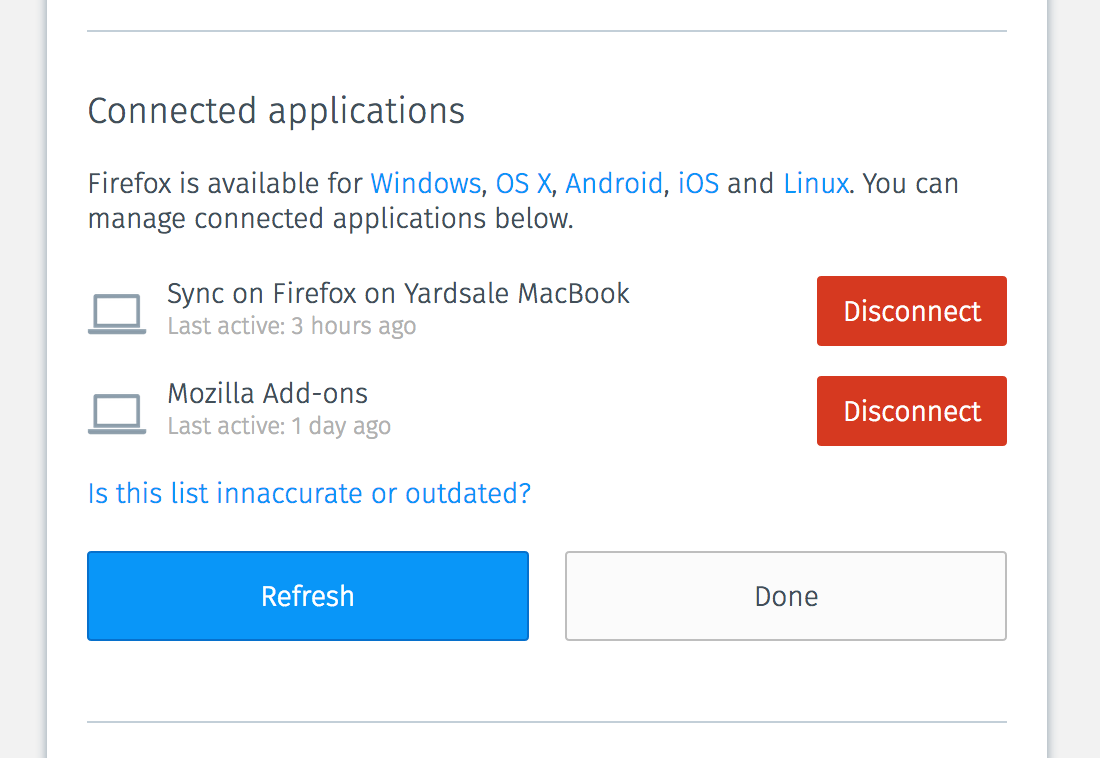 Connected applications
Firefox is available for Windows, OS X, Android, iOS and Linux. You can
manage connected applications below.
Sync on Firefox on Yardsale MacBook
Last active: 3 hours ago
Disconnect
Mozilla Add-ons
Last active: 1 day ago
Disconnect
Is this list innaccurate or outdated?
Refresh
Done